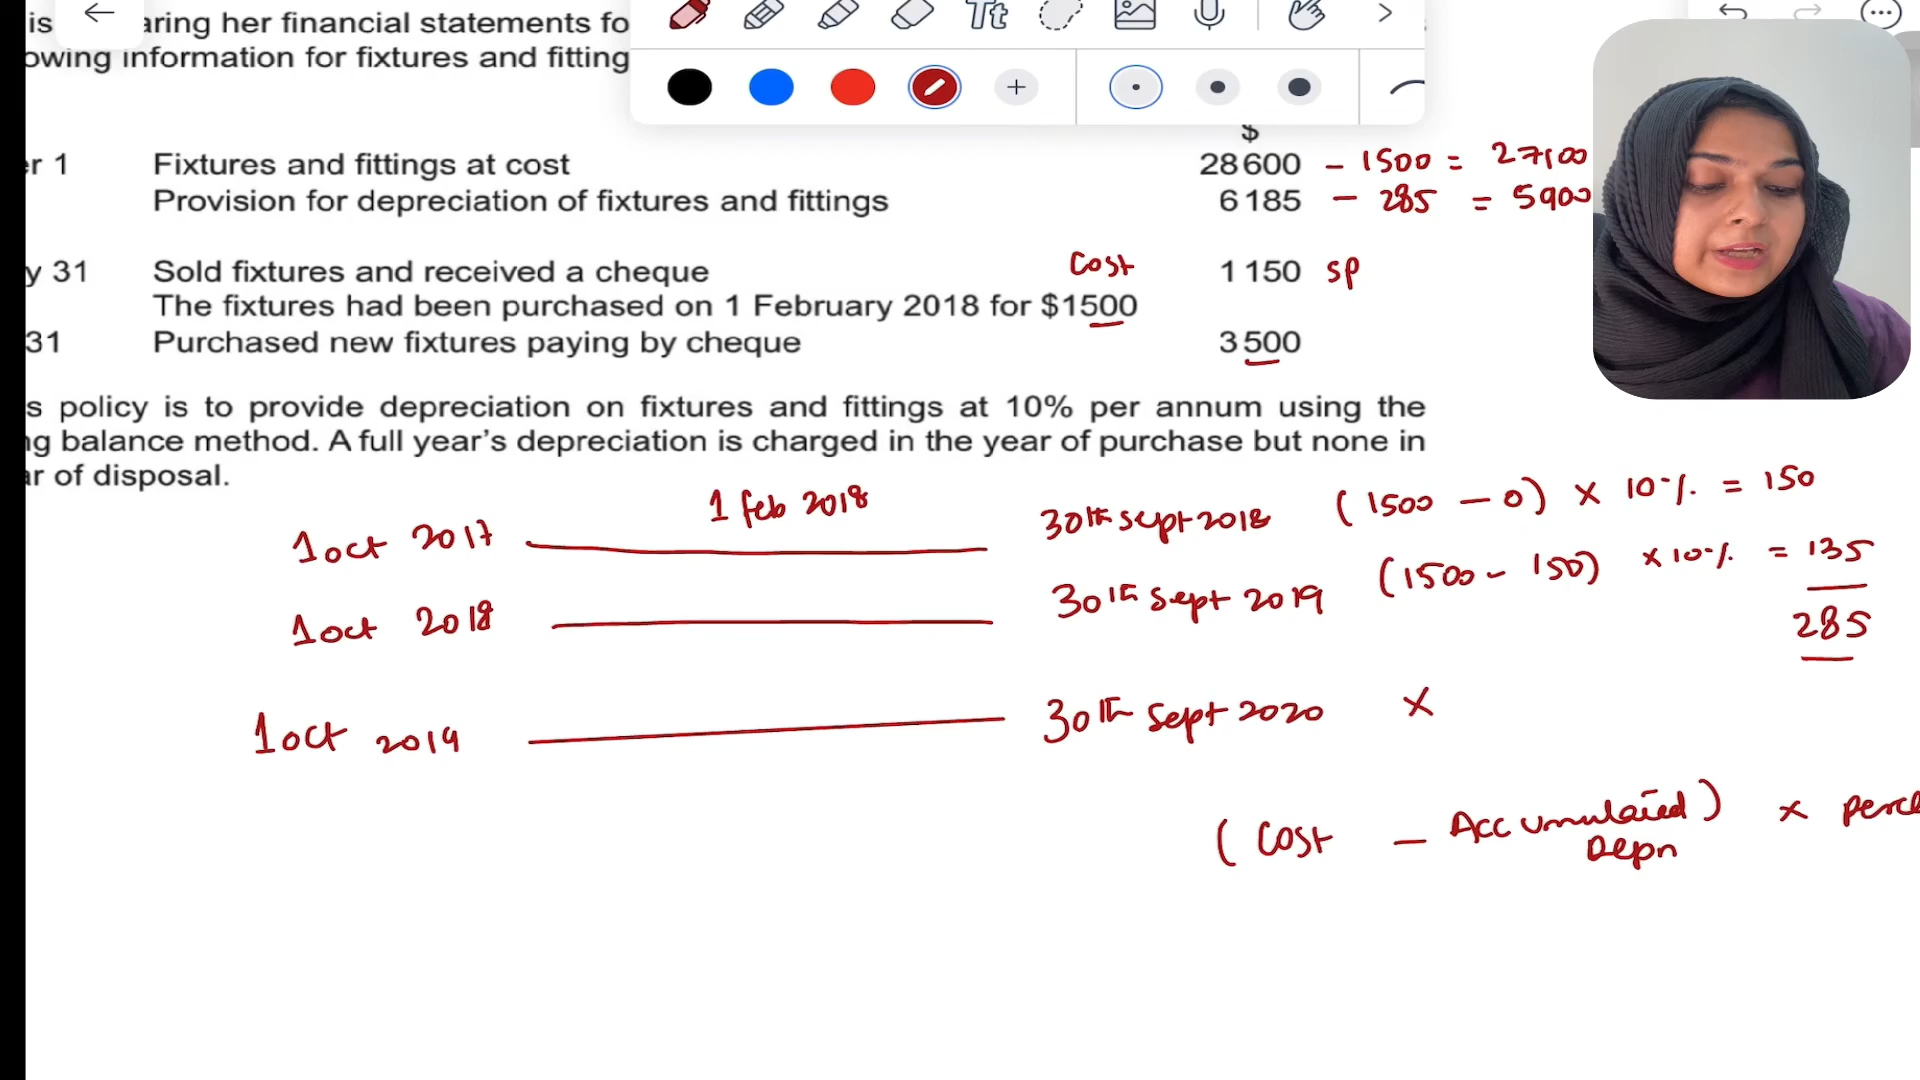 is aring her financial statements fo
owing information for fixtures and fitting
Tt
$
er 1 Fixtures and fittings at cost 28 600 - 1500 = 27100
Provision for depreciation of fixtures and fittings 6 185 - 285 = 5900
y 31 Sold fixtures and received a cheque Cost 1 150 SP
The fixtures had been purchased on 1 February 2018 for $1500
31 Purchased new fixtures paying by cheque 3 500
s policy is to provide depreciation on fixtures and fittings at 10% per annum using the
ng balance method. A full year's depreciation is charged in the year of purchase but none in
ar of disposal.
1 oct 2017 1 feb 2018 30th Sept 2018 (1500 - 0) x 10% = 150
1 oct 2018 30th Sept 2019 (1500 - 150) x 10% = 135
285
1 oct 2019 30th Sept 2020 X
(Cost - Accumulated Depn) x perce